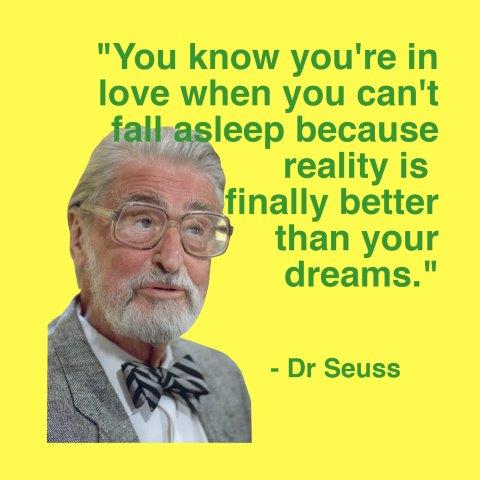 "You know you're in
love when you can't
fall asleep because
reality is
finally better
than your
dreams."
- Dr Seuss